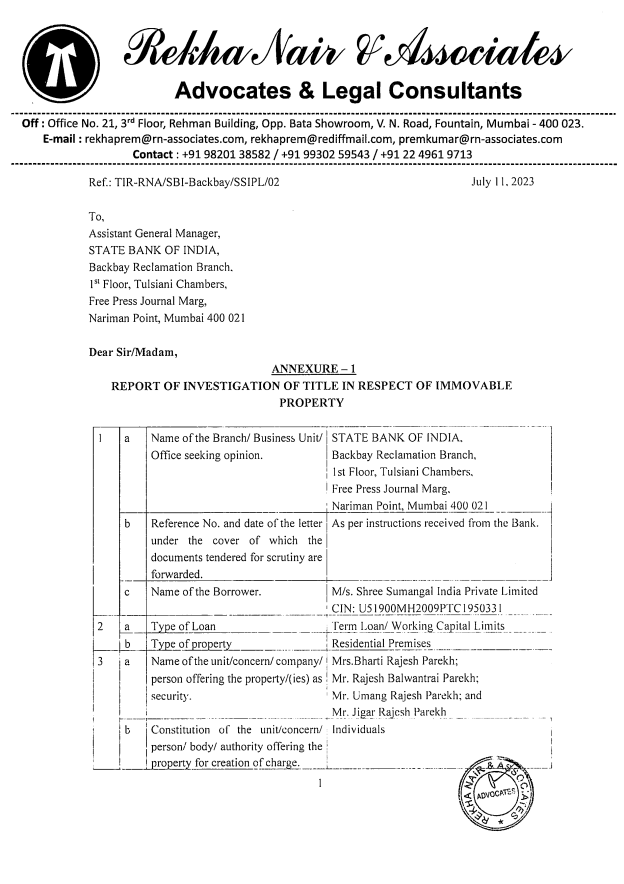 Rekha Nair & Associates
Advocates & Legal Consultants
Off : Office No. 21, 3rd Floor, Rehman Building, Opp. Bata Showroom, V. N. Road, Fountain, Mumbai - 400 023.
E-mail : rekhaprem@rn-associates.com, rekhaprem@rediffmail.com, premkumar@rn-associates.com
Contact : +91 98201 38582 / +91 99302 59543 / +91 22 4961 9713
Ref.: TIR-RNA/SBI-Backbay/SSIPL/02 July 11, 2023
To,
Assistant General Manager,
STATE BANK OF INDIA,
Backbay Reclamation Branch,
1st Floor, Tulsiani Chambers,
Free Press Journal Marg,
Nariman Point, Mumbai 400 021
Dear Sir/Madam,
ANNEXURE – 1
REPORT OF INVESTIGATION OF TITLE IN RESPECT OF IMMOVABLE
PROPERTY
1 a Name of the Branch/ Business Unit/ STATE BANK OF INDIA,
Office seeking opinion. Backbay Reclamation Branch,
1st Floor, Tulsiani Chambers,
Free Press Journal Marg,
Nariman Point, Mumbai 400 021
b Reference No. and date of the letter As per instructions received from the Bank.
under the cover of which the
documents tendered for scrutiny are
forwarded.
c Name of the Borrower. M/s. Shree Sumangal India Private Limited
CIN: U51900MH2009PTC1950331
2 a Type of Loan Term Loan/ Working Capital Limits
b Type of property Residential Premises
3 a Name of the unit/concern/ company/ Mrs.Bharti Rajesh Parekh;
person offering the property/(ies) as Mr. Rajesh Balwantrai Parekh;
security. Mr. Umang Rajesh Parekh; and
Mr. Jigar Rajesh Parekh
b Constitution of the unit/concern/ Individuals
person/ body/ authority offering the
property for creation of charge.
1
REKHA NAIR & ASSOCIATES
ADVOCATES